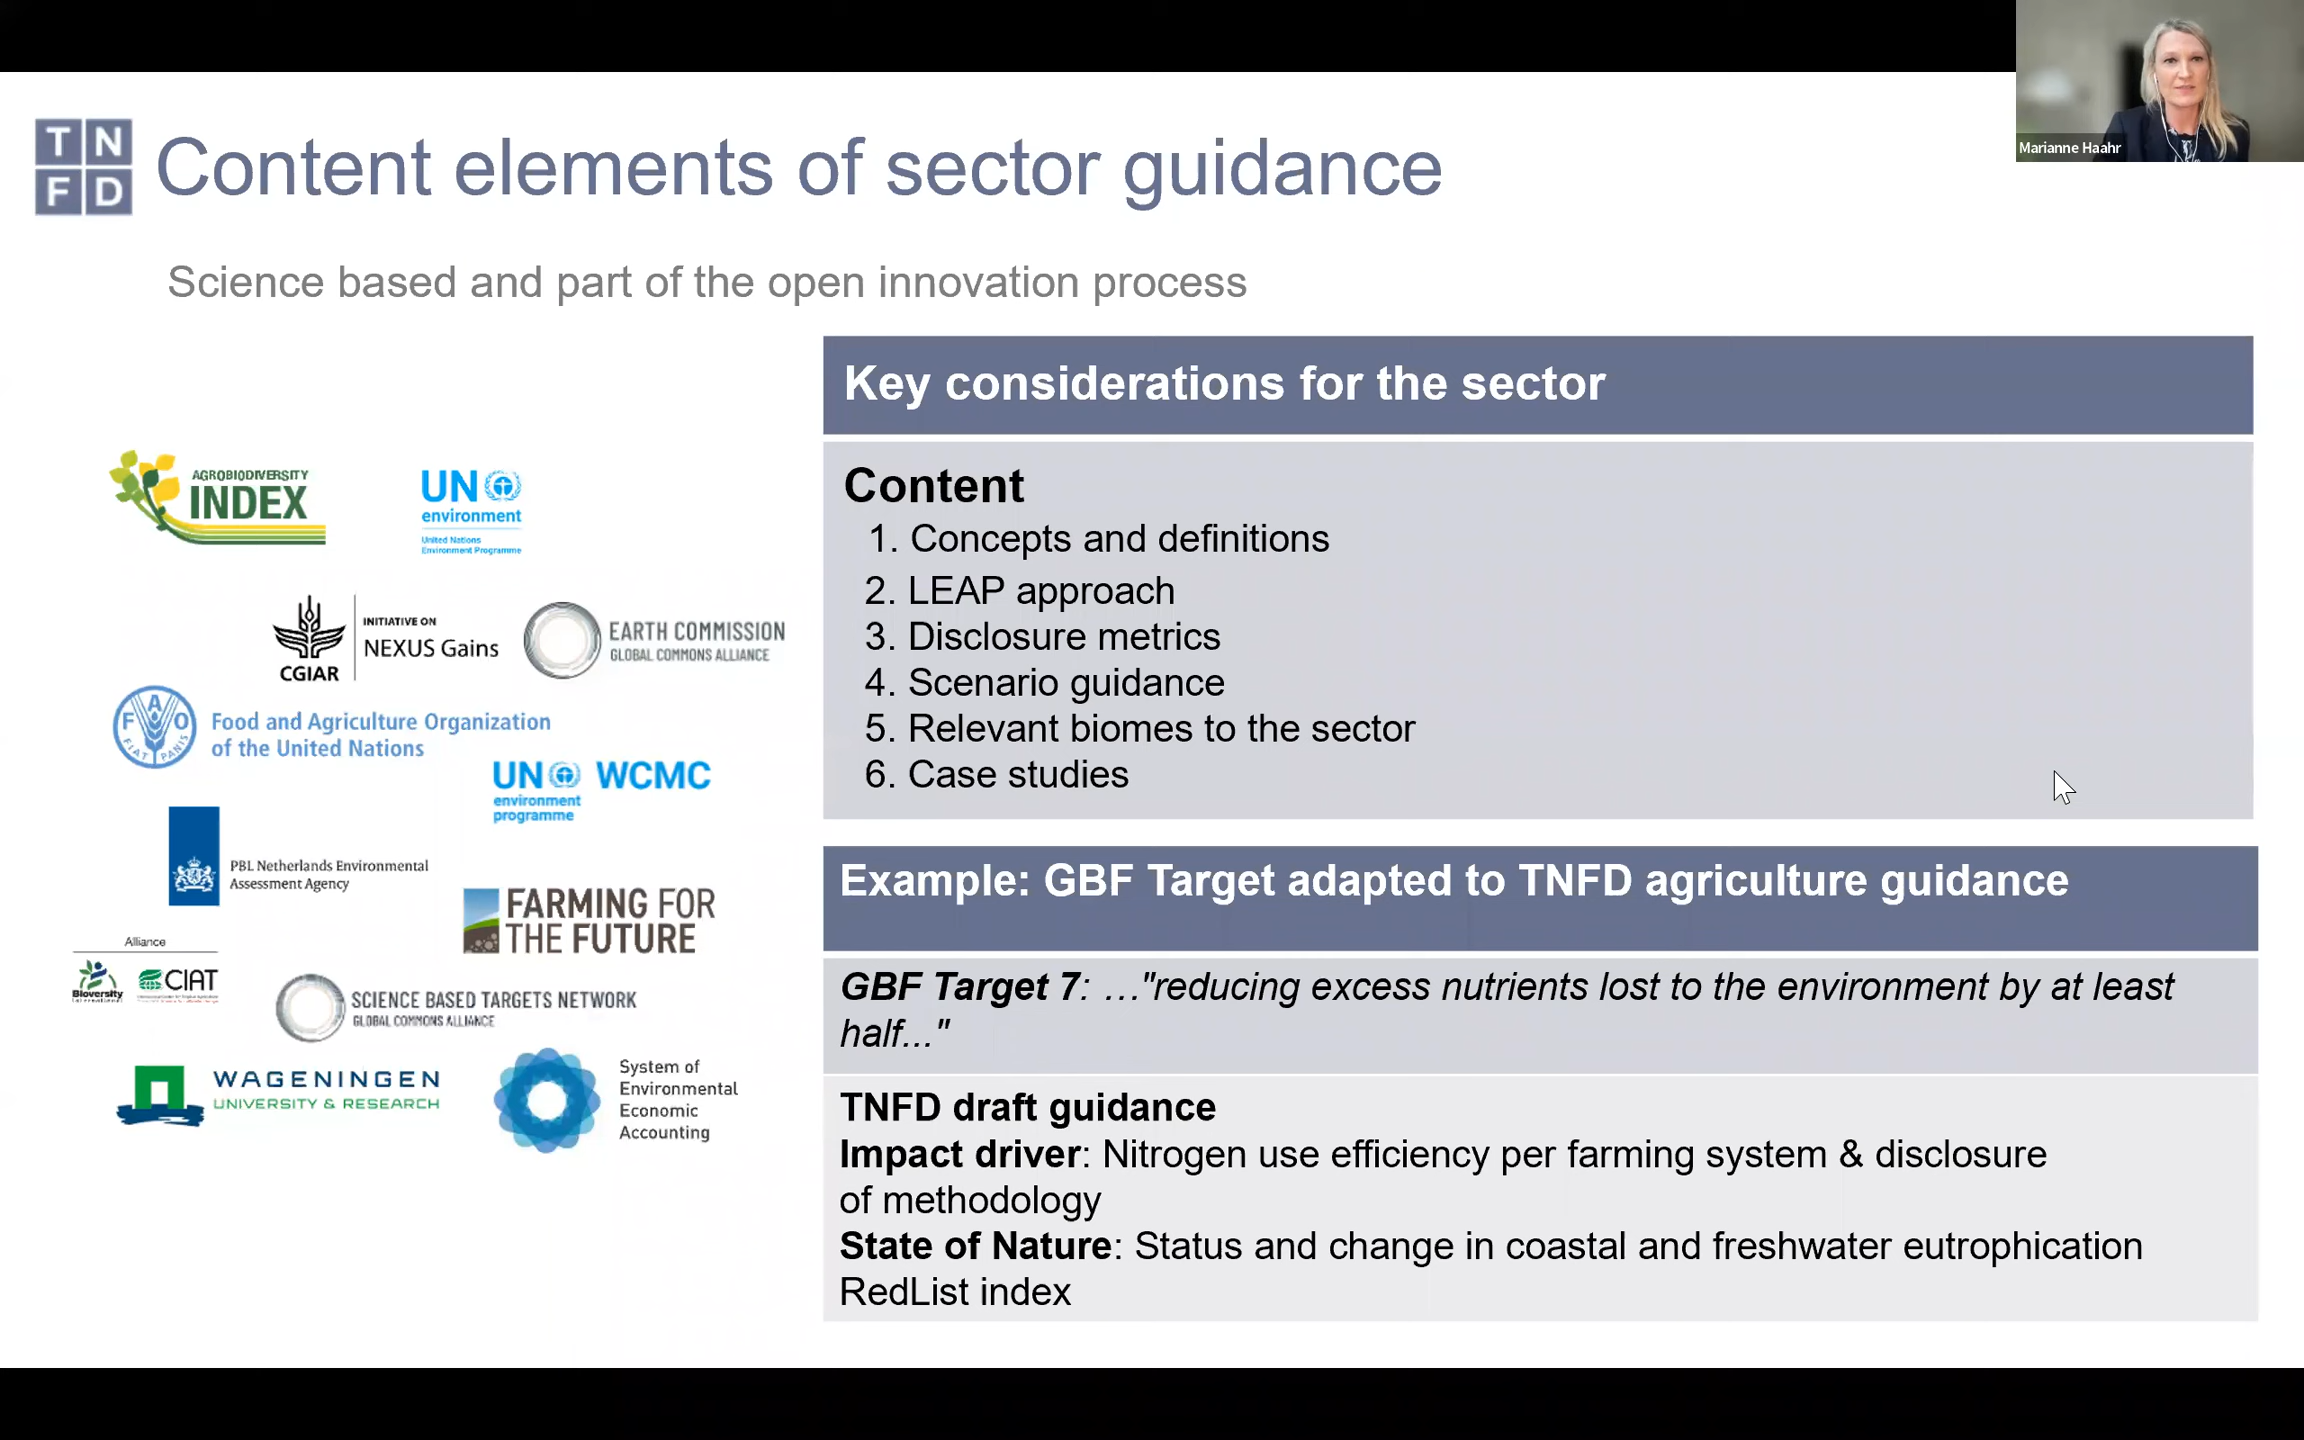 TN
FD
Content elements of sector guidance
Marianne Haahr
Science based and part of the open innovation process
Key considerations for the sector
Content
1. Concepts and definitions
2. LEAP approach
3. Disclosure metrics
4. Scenario guidance
5. Relevant biomes to the sector
6. Case studies
Example: GBF Target adapted to TNFD agriculture guidance
GBF Target 7: …"reducing excess nutrients lost to the environment by at least
half..."
TNFD draft guidance
Impact driver: Nitrogen use efficiency per farming system & disclosure
of methodology
State of Nature: Status and change in coastal and freshwater eutrophication
RedList index
AGROBIODIVERSITY
INDEX
UN
environment
United Nations
Environment Programme
CGIAR
INITIATIVE ON
NEXUS Gains
EARTH COMMISSION
GLOBAL COMMONS ALLIANCE
FAO
FIAT PANIS
Food and Agriculture Organization
of the United Nations
UN WCMC
environment
programme
PBL Netherlands Environmental
Assessment Agency
FARMING FOR
THE FUTURE
Alliance
Bioversity
International
CIAT
SCIENCE BASED TARGETS NETWORK
GLOBAL COMMONS ALLIANCE
WAGENINGEN
UNIVERSITY & RESEARCH
System of
Environmental
Economic
Accounting